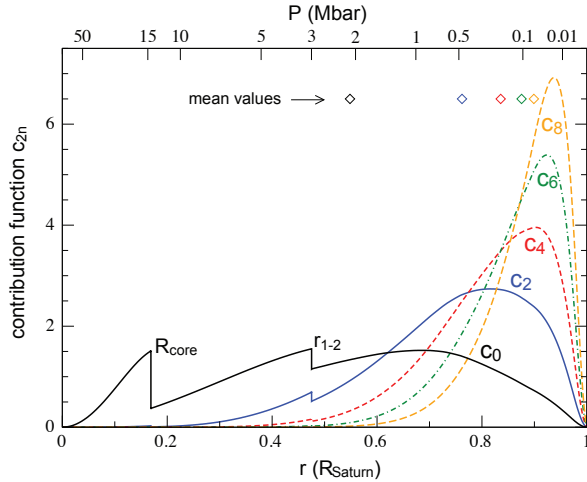 P (Mbar)
50 15 10 5 3 2 1 0.5 0.1 0.01
mean values
c8
c6
c4
c2
c0
Rcore
r1-2
contribution function c2n
6
4
2
0
0 0.2 0.4 0.6 0.8 1
r (RSaturn)